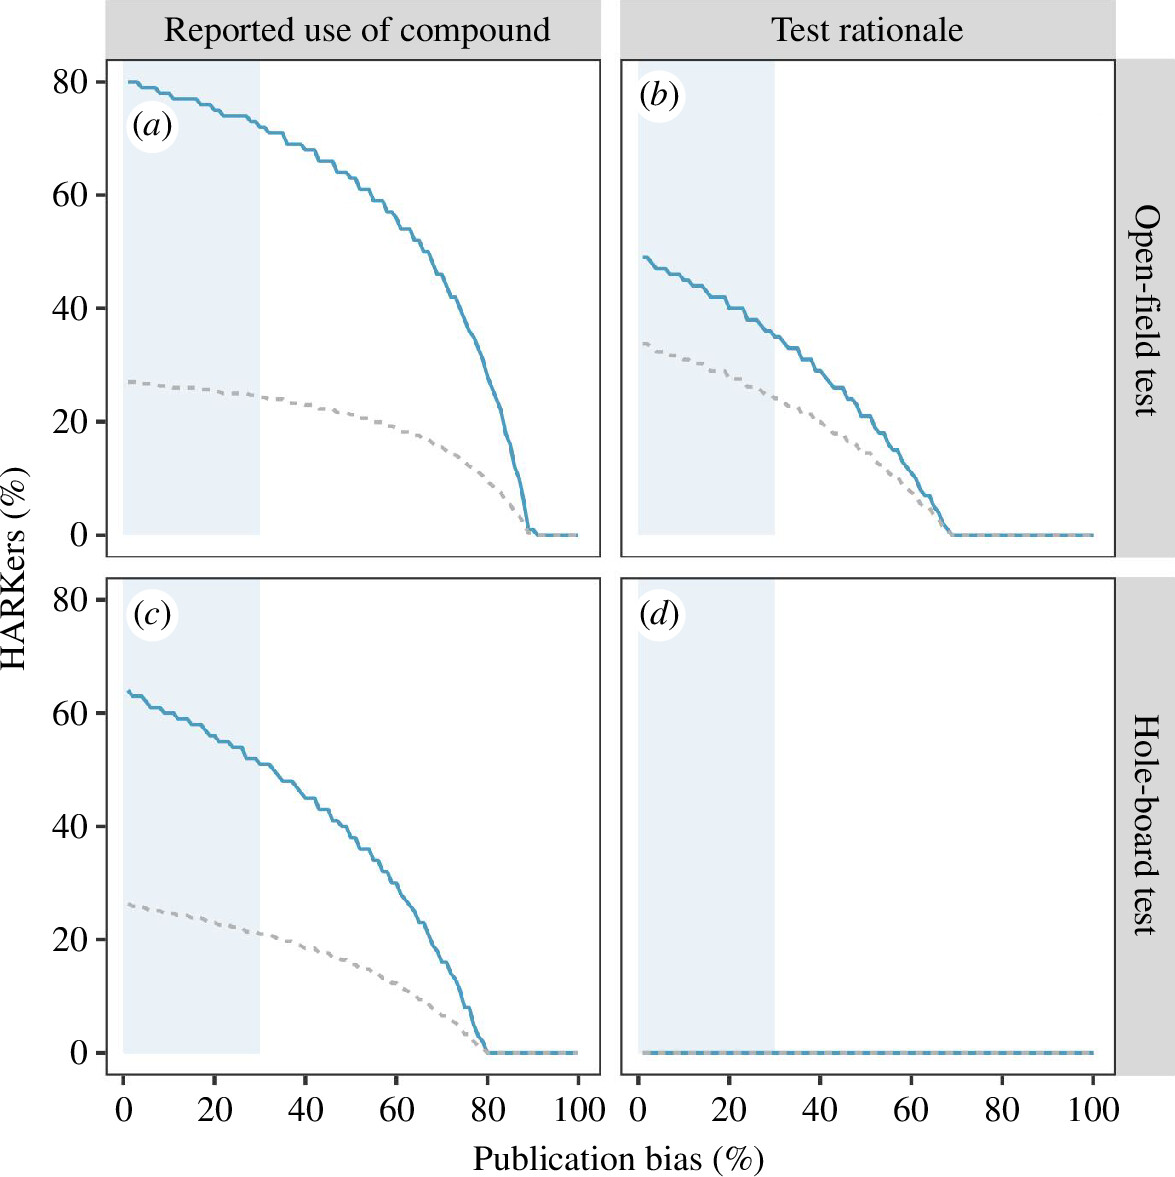 Reported use of compound
Test rationale
80
60
40
20
0
(a)
(b)
Open-field test
HARKers (%)
80
60
40
20
0
(c)
(d)
Hole-board test
0 20 40 60 80 100
0 20 40 60 80 100
Publication bias (%)